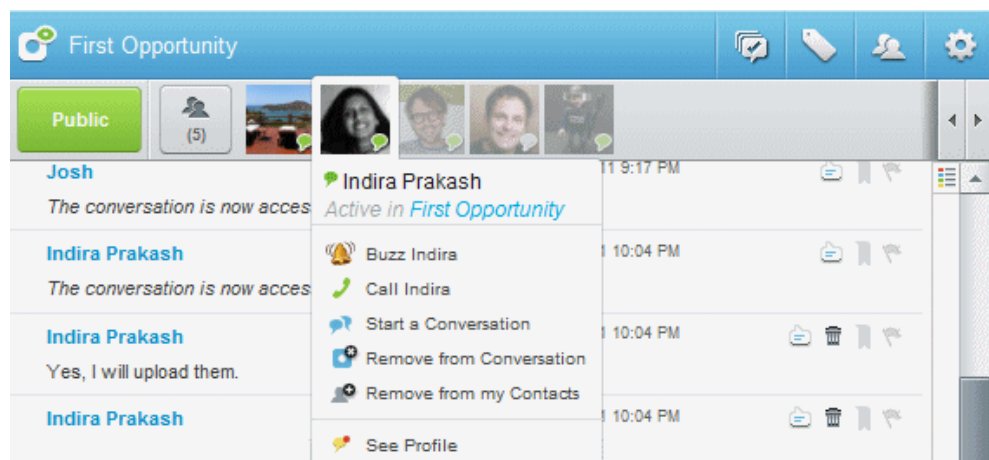 First Opportunity
Public
(5)
Josh
11 9:17 PM
The conversation is now acces
Indira Prakash
Active in First Opportunity
Indira Prakash
1 10:04 PM
The conversation is now acces
Buzz Indira
Call Indira
Start a Conversation
Indira Prakash
1 10:04 PM
Yes, I will upload them.
Remove from Conversation
Remove from my Contacts
Indira Prakash
1 10:04 PM
See Profile